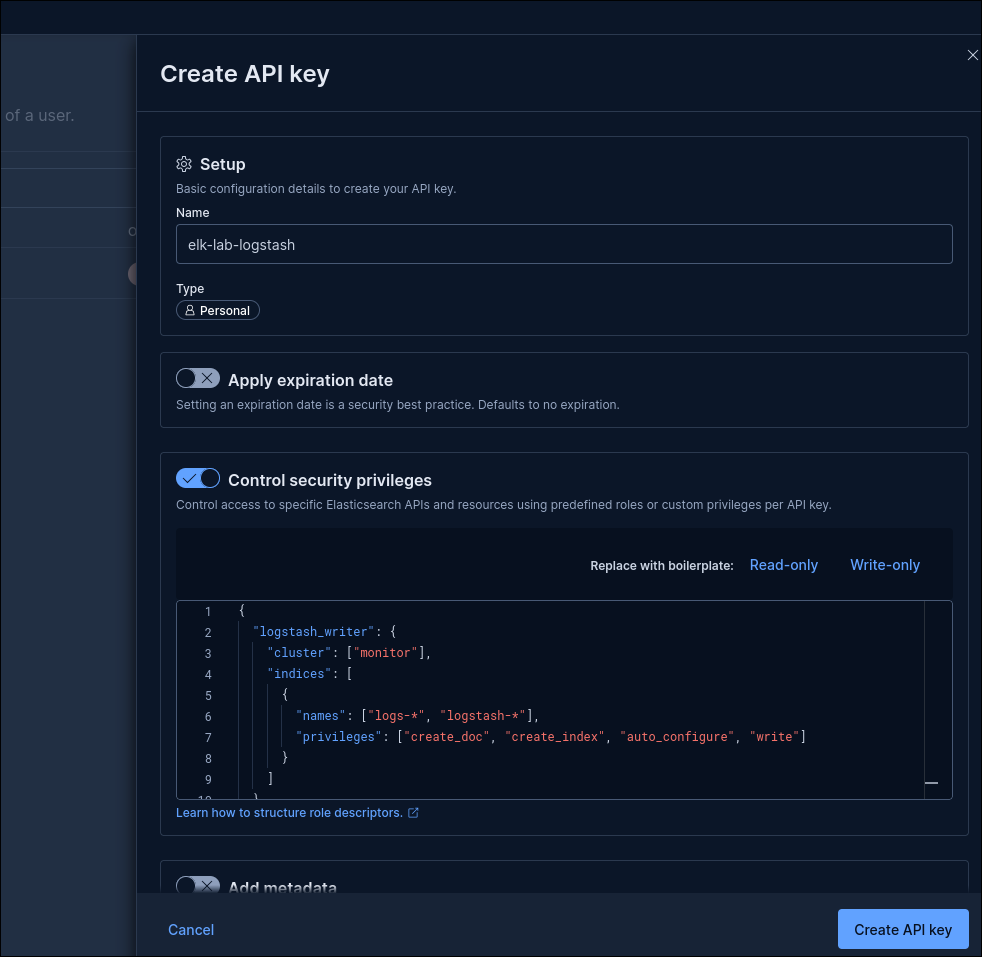 Create API key
of a user.
Setup
Basic configuration details to create your API key.
Name
elk-lab-logstash
Type
Personal
Apply expiration date
Setting an expiration date is a security best practice. Defaults to no expiration.
Control security privileges
Control access to specific Elasticsearch APIs and resources using predefined roles or custom privileges per API key.
Replace with boilerplate: Read-only Write-only
1 {
2 "logstash_writer": {
3 "cluster": ["monitor"],
4 "indices": [
5 {
6 "names": ["logs-*", "logstash-*"],
7 "privileges": ["create_doc", "create_index", "auto_configure", "write"]
8 }
9 ]
10 }
Learn how to structure role descriptors.
Add metadata
Cancel Create API key